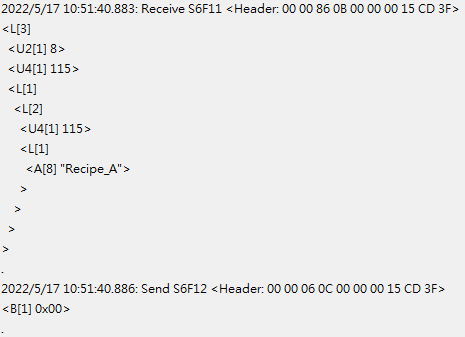 2022/5/17 10:51:40.883: Receive S6F11 <Header: 00 00 86 0B 00 00 00 15 CD 3F>
<L[3]
<U2[1] 8>
<U4[1] 115>
<L[1]
<L[2]
<U4[1] 115>
<L[1]
<A[8] "Recipe_A">
>
>
>
>
.
2022/5/17 10:51:40.886: Send S6F12 <Header: 00 00 06 0C 00 00 00 15 CD 3F>
<B[1] 0x00>
.